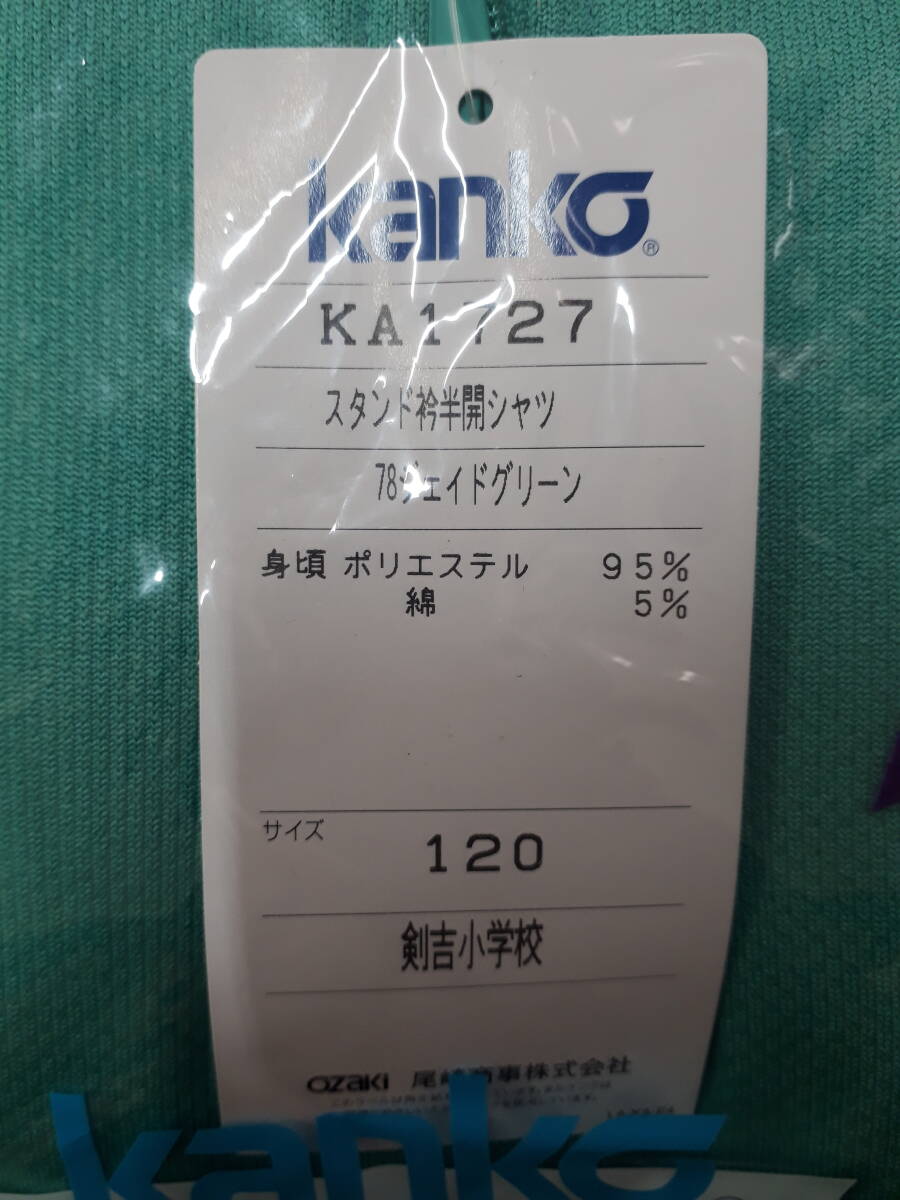 kanko®
KA1727
スタンド衿半開シャツ
78ジェイドグリーン
身頃 ポリエステル 95%
綿 5%
サイズ
120
剣吉小学校
OZAKI 尾崎商事株式会社
kanko